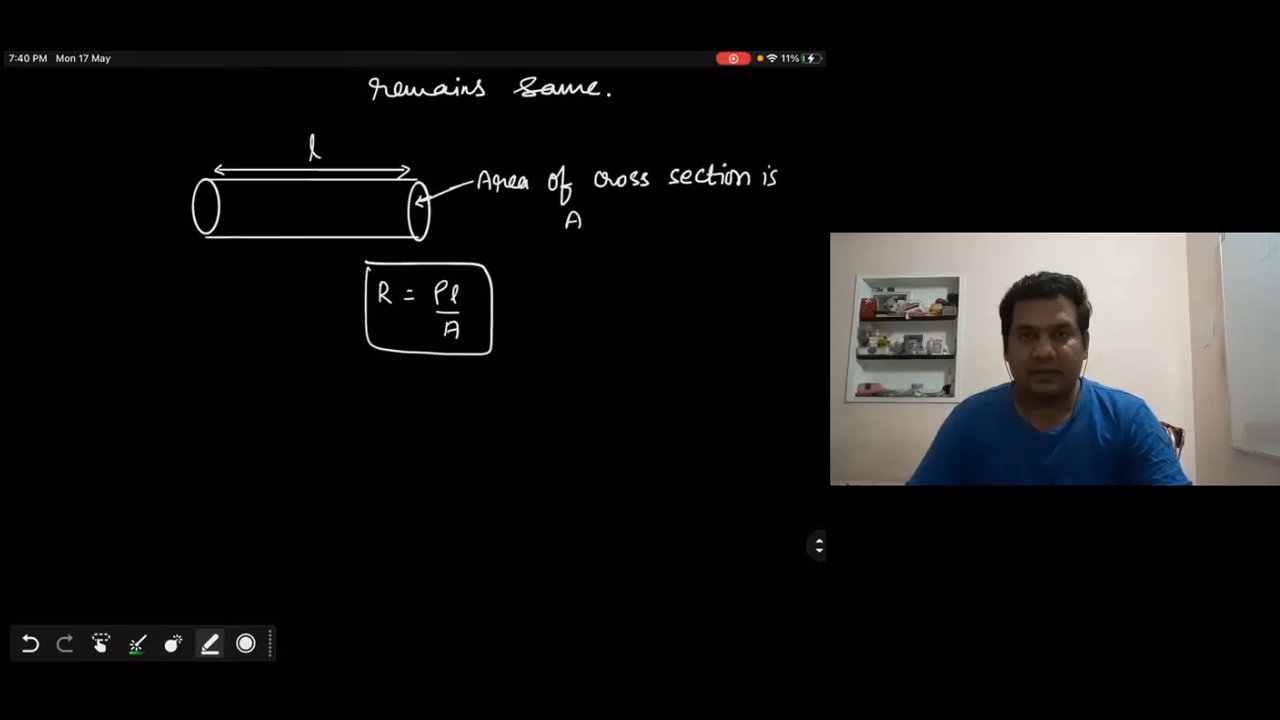 7:40 PM Mon 17 May
11%
remains same.
l
Area of cross section is
A
R = ρl
A